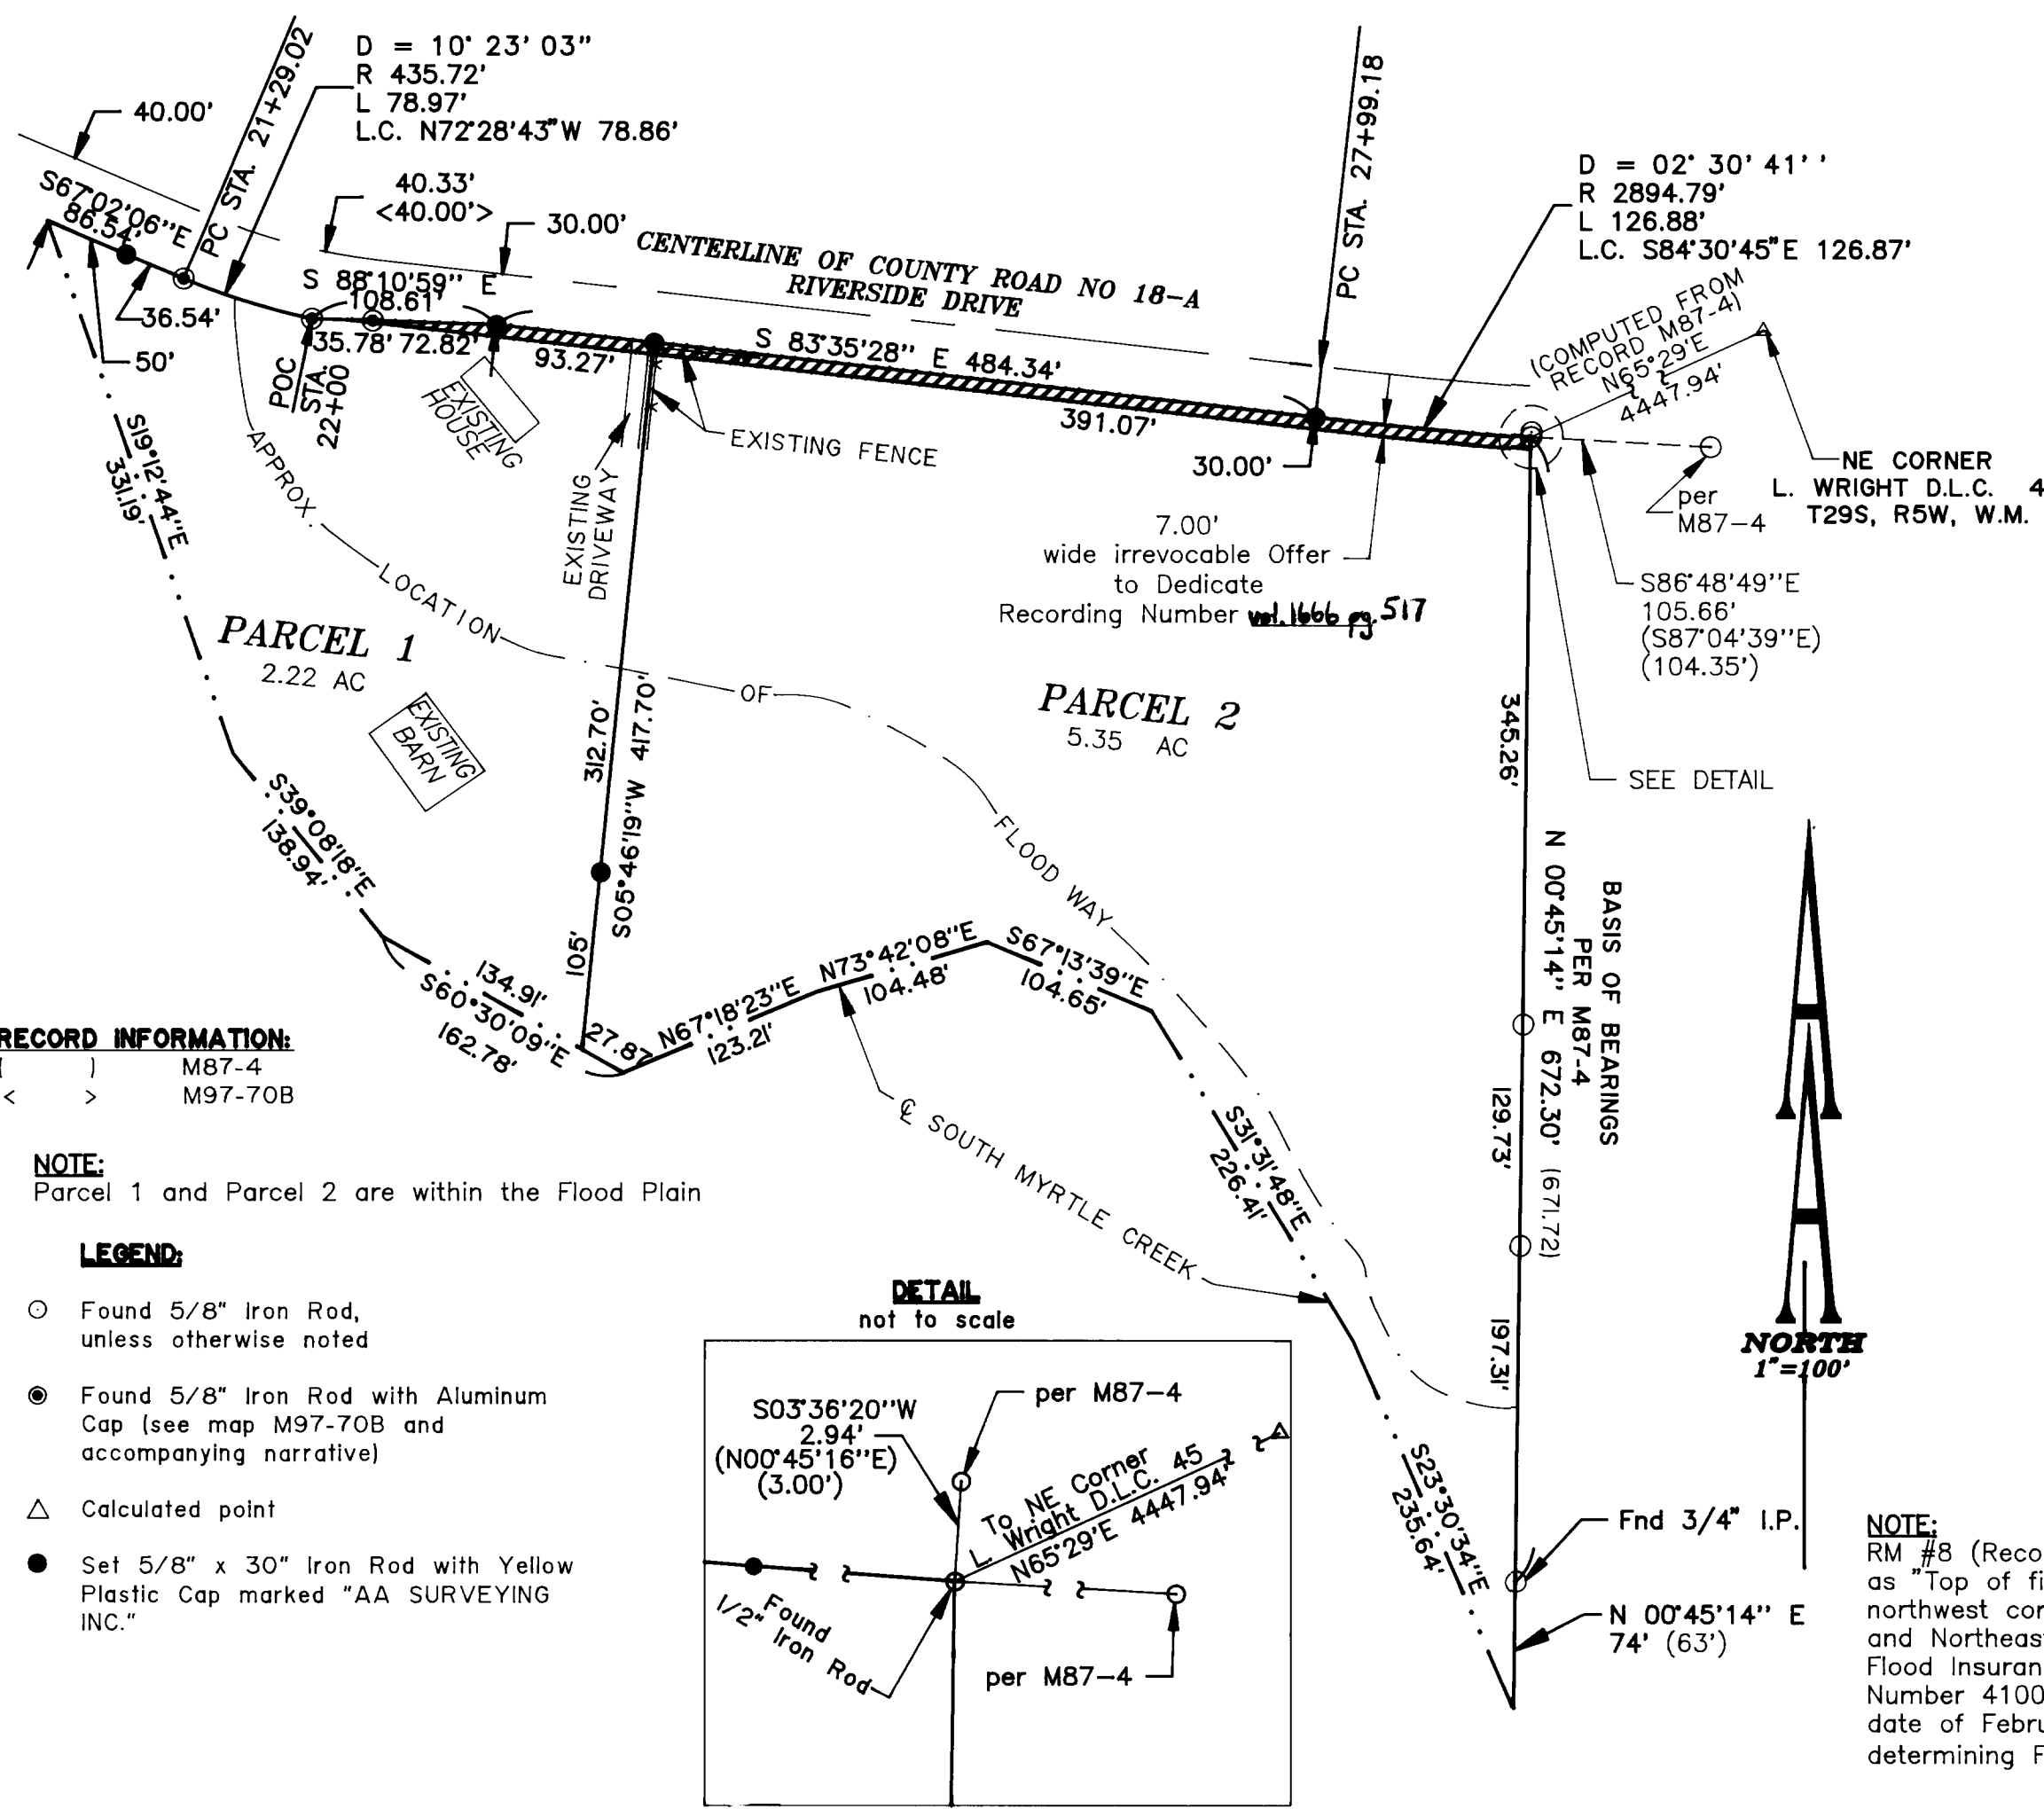 D = 10° 23' 03"
R 435.72'
L 78.97'
L.C. N72°28'43"W 78.86'
40.00'
PC STA. 21+29.02
S67°02'06"E
86.54'
36.54'
50'
40.33'
<40.00'>
30.00'
CENTERLINE OF COUNTY ROAD NO 18-A
RIVERSIDE DRIVE
PC STA. 27+99.18
D = 02° 30' 41''
R 2894.79'
L 126.88'
L.C. S84°30'45"E 126.87'
S 88°10'59'' E
108.61'
35.78' 72.82'
93.27'
S 83°35'28'' E 484.34'
391.07'
30.00'
POC
STA.
22+00
EXISTING
HOUSE
EXISTING
DRIVEWAY
EXISTING FENCE
(COMPUTED FROM
RECORD M87-4)
N65°29'E
4447.94'
NE CORNER
L. WRIGHT D.L.C. 4
T29S, R5W, W.M.
per
M87-4
S86°48'49''E
105.66'
(S87°04'39''E)
(104.35')
7.00'
wide irrevocable Offer
to Dedicate
Recording Number vol. 1666 pg. 517
APPROX. LOCATION OF FLOOD WAY
S19°12'44''E
331.19'
PARCEL 1
2.22 AC
EXISTING
BARN
PARCEL 2
5.35 AC
312.70'
S05°46'19''W 417.70'
105'
345.26'
SEE DETAIL
S39°08'18''E
138.94'
134.91'
S60°30'09''E
162.78'
27.87
N67°18'23''E
123.21'
N73°42'08''E
104.48'
S67°13'39''E
104.65'
BASIS OF BEARINGS
PER M87-4
N 00°45'14'' E 672.30' (671.72)
129.73'
197.31'
S31°31'48''E
226.41'
℄ SOUTH MYRTLE CREEK
S23°30'34''E
235.64'
Fnd 3/4" I.P.
N 00°45'14'' E
74' (63')
NORTH
1"=100'
RECORD INFORMATION:
( ) M87-4
< > M97-70B
NOTE:
Parcel 1 and Parcel 2 are within the Flood Plain
LEGEND:
Found 5/8" Iron Rod,
unless otherwise noted
Found 5/8" Iron Rod with Aluminum
Cap (see map M97-70B and
accompanying narrative)
Calculated point
Set 5/8" x 30" Iron Rod with Yellow
Plastic Cap marked "AA SURVEYING
INC."
DETAIL
not to scale
S03°36'20''W
2.94'
(N00°45'16''E)
(3.00')
per M87-4
To NE Corner
L. Wright D.L.C. 45
N65°29'E 4447.94'
Found
1/2" Iron Rod
per M87-4
NOTE:
RM #8 (Reco
as "Top of fi
northwest cor
and Northeas
Flood Insuran
Number 4100
date of Febru
determining F